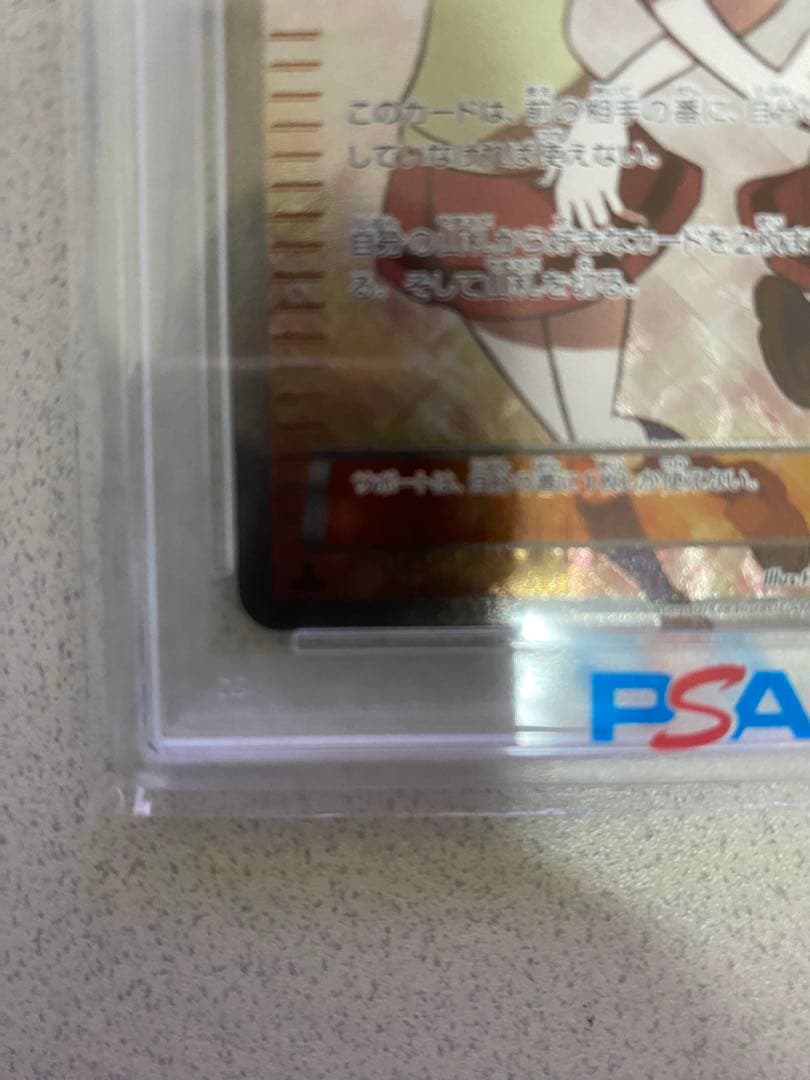 このカードは、前の相手の番に、自分
していなければ使えない。
自分の山札から好きなカードを2枚ま
る。そして山札を切る。
サポートは、自分の番に1枚しか使えない。
Illus.
PSA